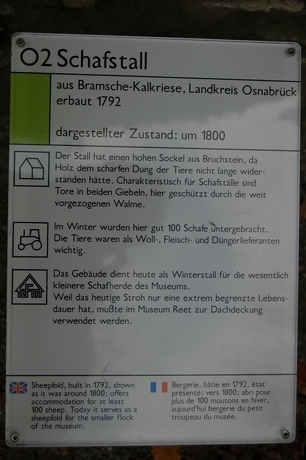 O2 Schafstall
aus Bramsche-Kalkriese, Landkreis Osnabrück
erbaut 1792
dargestellter Zustand: um 1800
Der Stall hat einen hohen Sockel aus Bruchstein, da
Holz dem scharfen Dung der Tiere nicht lange wider-
standen hätte. Charakteristisch für Schafställe sind
Tore in beiden Giebeln, hier geschützt durch die weit
vorgezogenen Walme.
Im Winter wurden hier gut 100 Schafe untergebracht.
Die Tiere waren als Woll-, Fleisch- und Düngerlieferanten
wichtig.
Das Gebäude dient heute als Winterstall für die wesentlich
kleinere Schafherde des Museums.
Weil das heutige Stroh nur eine extrem begrenzte Lebens-
dauer hat, mußte im Museum Reet zur Dachdeckung
verwendet werden.
Sheepfold, built in 1792, shown
as it was around 1800; offers
accommodation for at least
100 sheep. Today it serves as a
sheepfold for the smaller flock
of the museum.
Bergerie, bâtie en 1792, etat
présenté: vers 1800; abri pour
plus de 100 moutons en hiver,
aujourd'hui bergerie du petit
troupeau du musée.